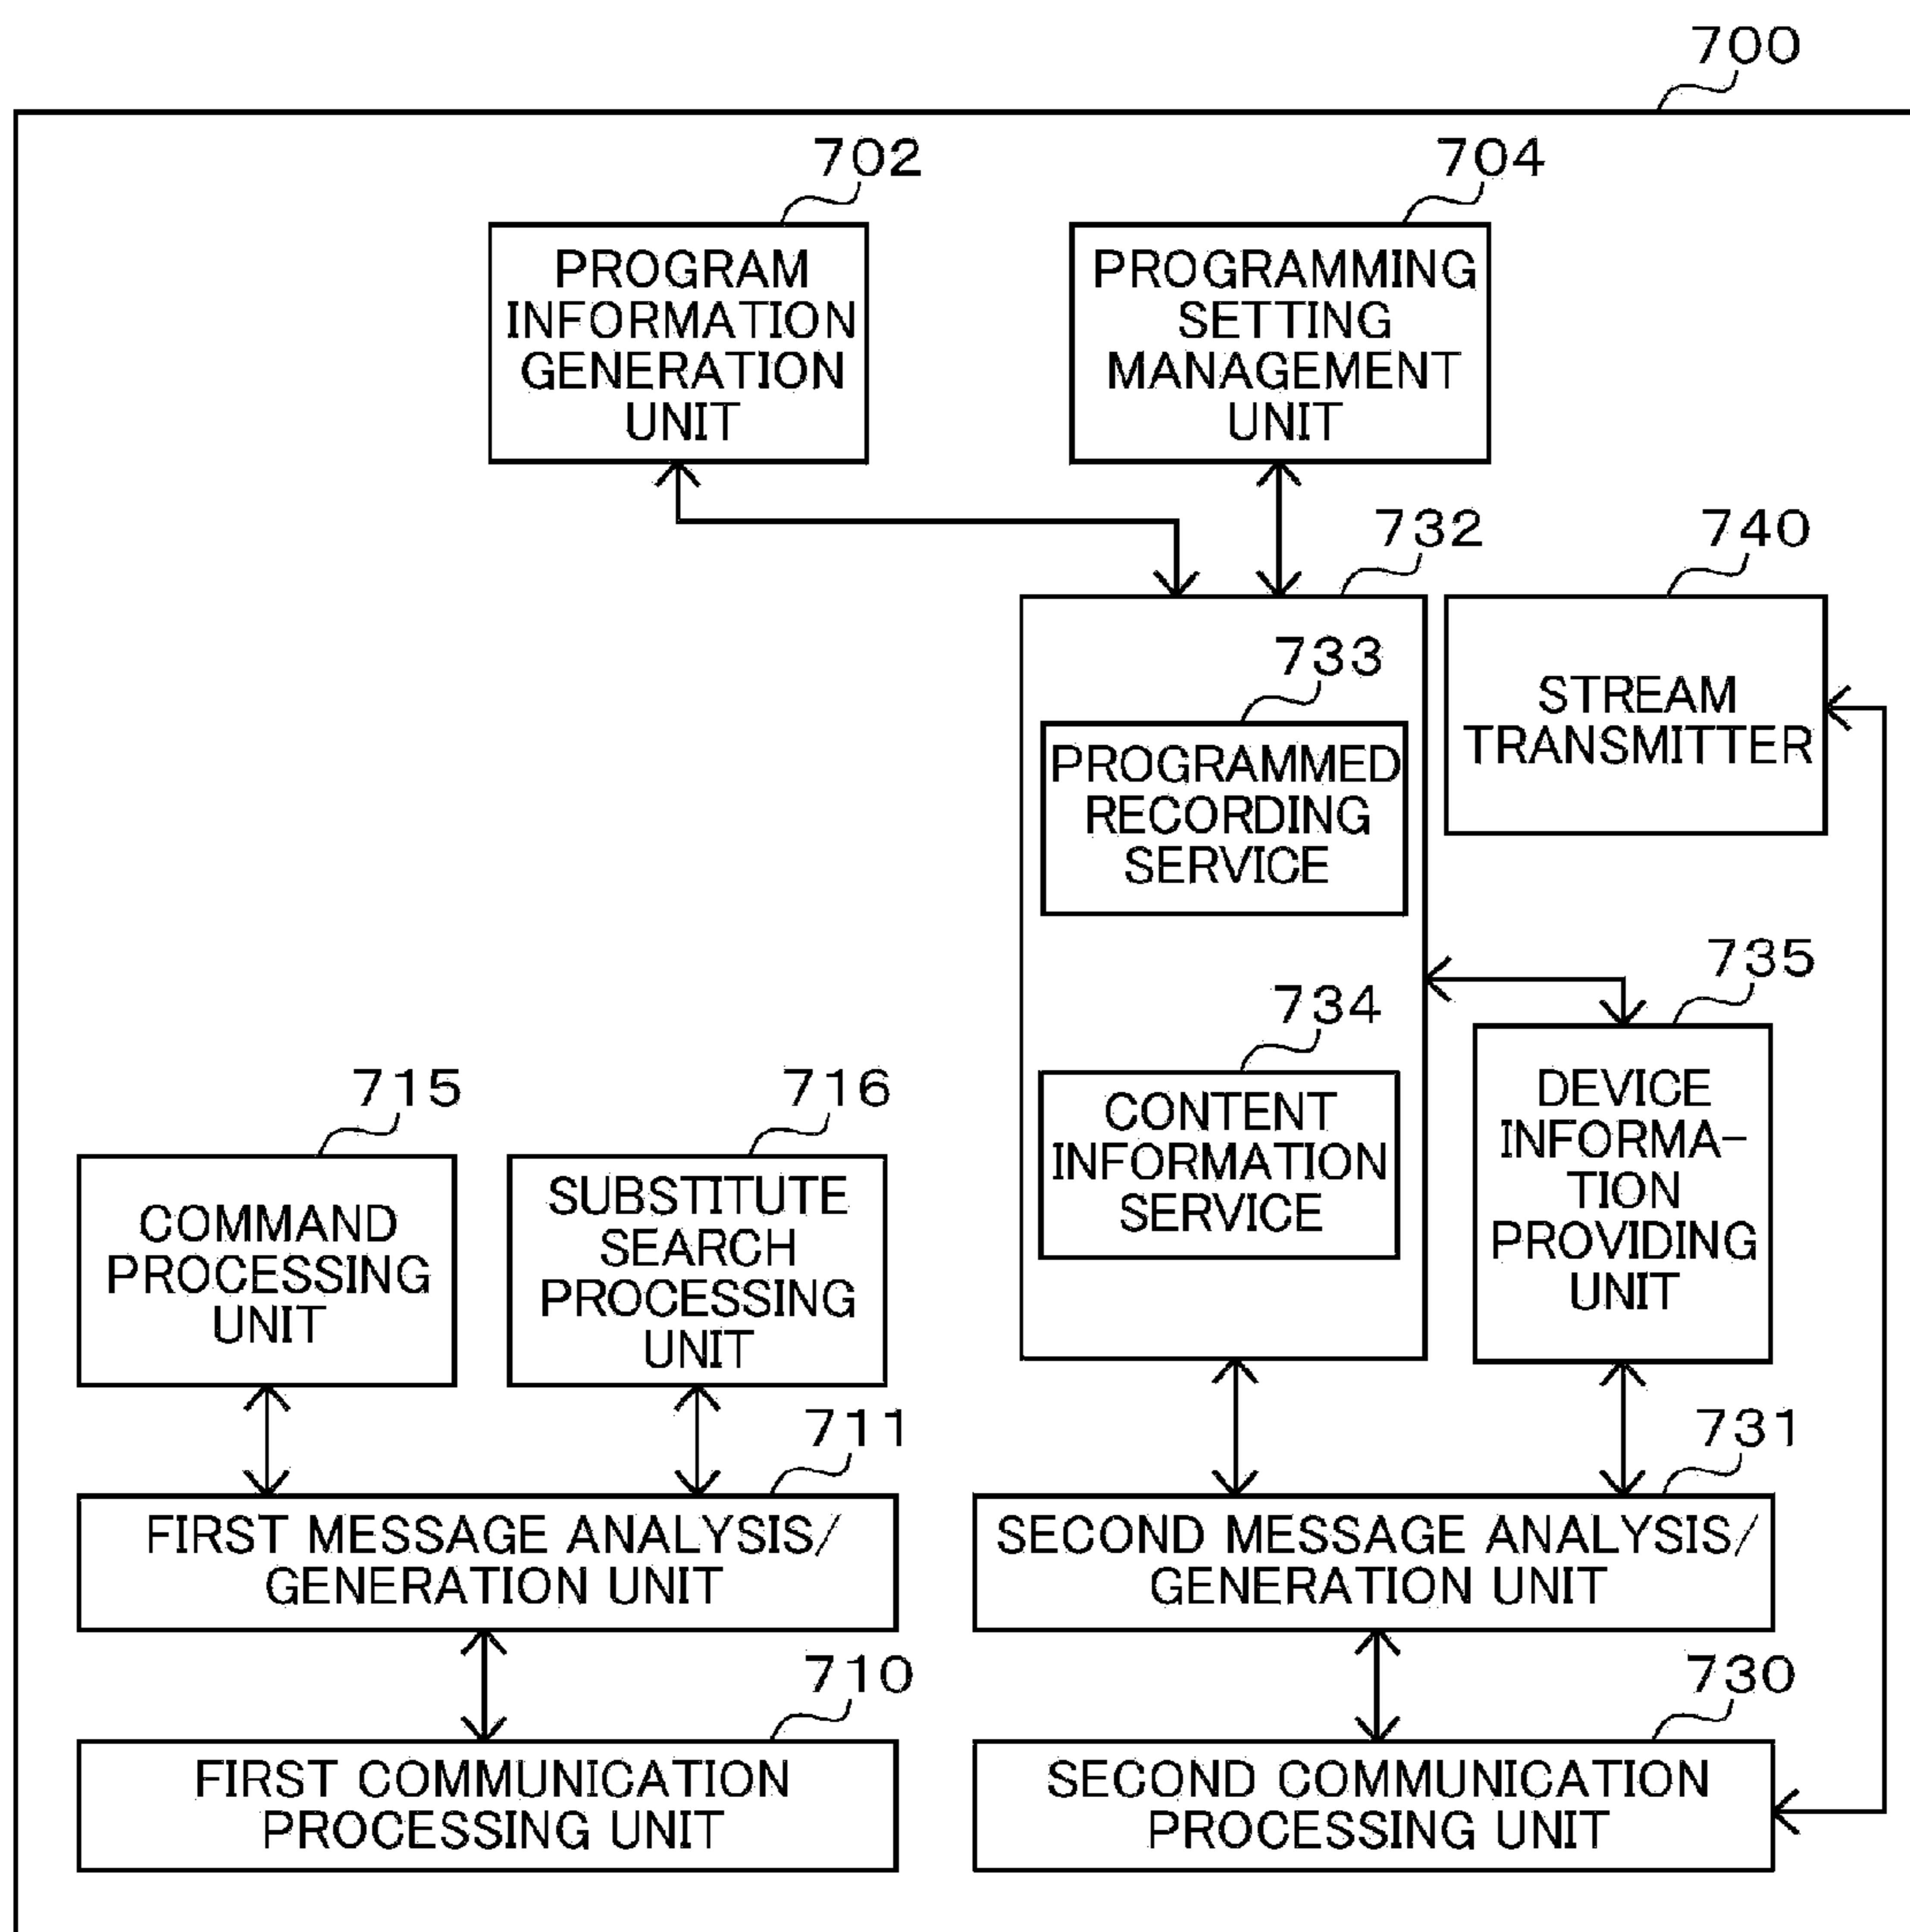 700
702
PROGRAM
INFORMATION
GENERATION
UNIT
704
PROGRAMMING
SETTING
MANAGEMENT
UNIT
732
740
STREAM
TRANSMITTER
733
PROGRAMMED
RECORDING
SERVICE
735
DEVICE
INFORMA-
TION
PROVIDING
UNIT
734
CONTENT
INFORMATION
SERVICE
715
COMMAND
PROCESSING
UNIT
716
SUBSTITUTE
SEARCH
PROCESSING
UNIT
711
FIRST MESSAGE ANALYSIS/
GENERATION UNIT
731
SECOND MESSAGE ANALYSIS/
GENERATION UNIT
710
FIRST COMMUNICATION
PROCESSING UNIT
730
SECOND COMMUNICATION
PROCESSING UNIT